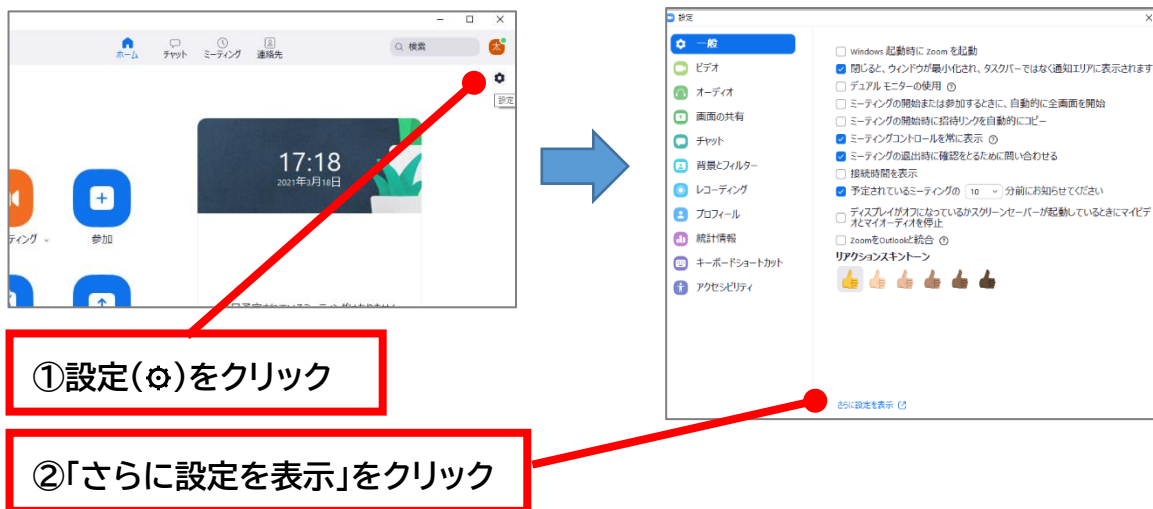 ホーム チャット ミーティング 連絡先 検索 太
設定
17:18
2021年3月18日
ティング
参加
①設定(⚙)をクリック
②「さらに設定を表示」をクリック
設定
一般
ビデオ
オーディオ
画面の共有
チャット
背景とフィルター
レコーディング
プロフィール
統計情報
キーボードショートカット
アクセシビリティ
Windows 起動時に Zoom を起動
閉じると、ウィンドウが最小化され、タスクバーではなく通知エリアに表示されます
デュアル モニターの使用
ミーティングの開始または参加するときに、自動的に全画面を開始
ミーティングの開始時に招待リンクを自動的にコピー
ミーティングコントロールを常に表示
ミーティングの退出時に確認をとるために問い合わせる
接続時間を表示
予定されているミーティングの 10 分前にお知らせください
ディスプレイがオフになっているかスクリーンセーバーが起動しているときにマイビデ
オとマイオーディオを停止
ZoomをOutlookと統合
リアクションスキントーン
さらに設定を表示